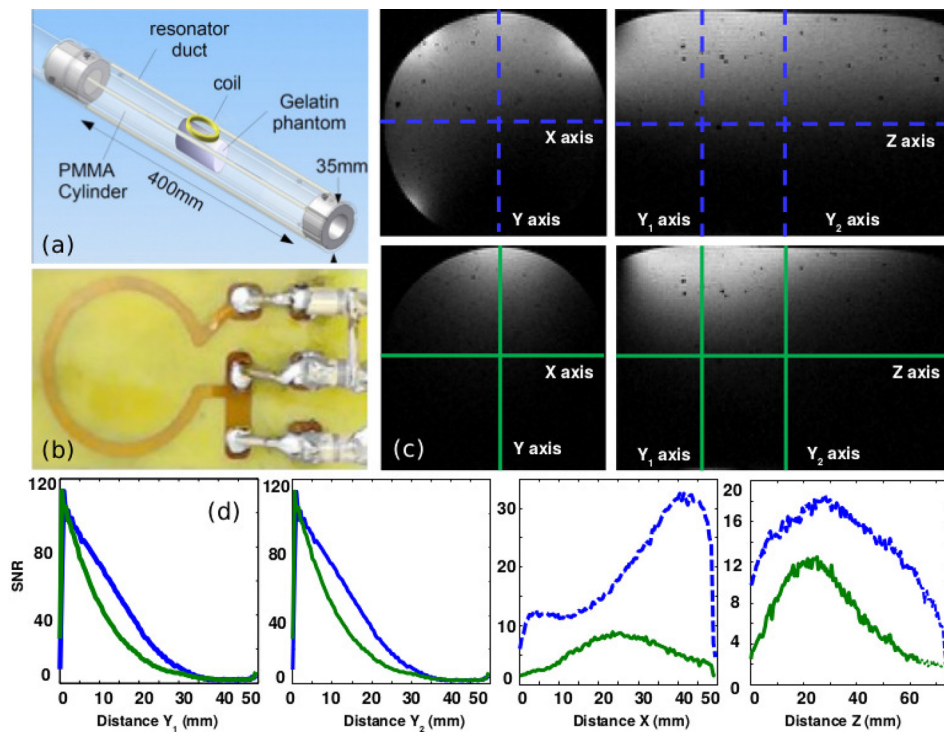 resonator
duct
coil
Gelatin
phantom
PMMA
Cylinder
400mm
35mm
(a)
(b)
X axis
Y axis
Z axis
Y1 axis
Y2 axis
X axis
Y axis
Z axis
Y1 axis
Y2 axis
(c)
(d)
SNR
120
80
40
0
0 10 20 30 40 50
Distance Y1 (mm)
120
80
40
0
0 10 20 30 40 50
Distance Y2 (mm)
30
20
10
0
0 10 20 30 40 50
Distance X (mm)
20
16
12
8
4
0
0 20 40 60
Distance Z (mm)